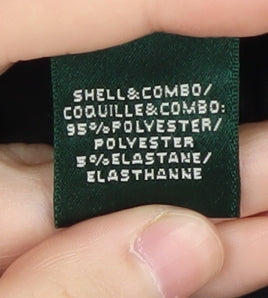 SHELL&COMBO/
COQUILLE&COMBO:
95%POLYESTER/
POLYESTER
5%ELASTANE/
ELASTHANNE